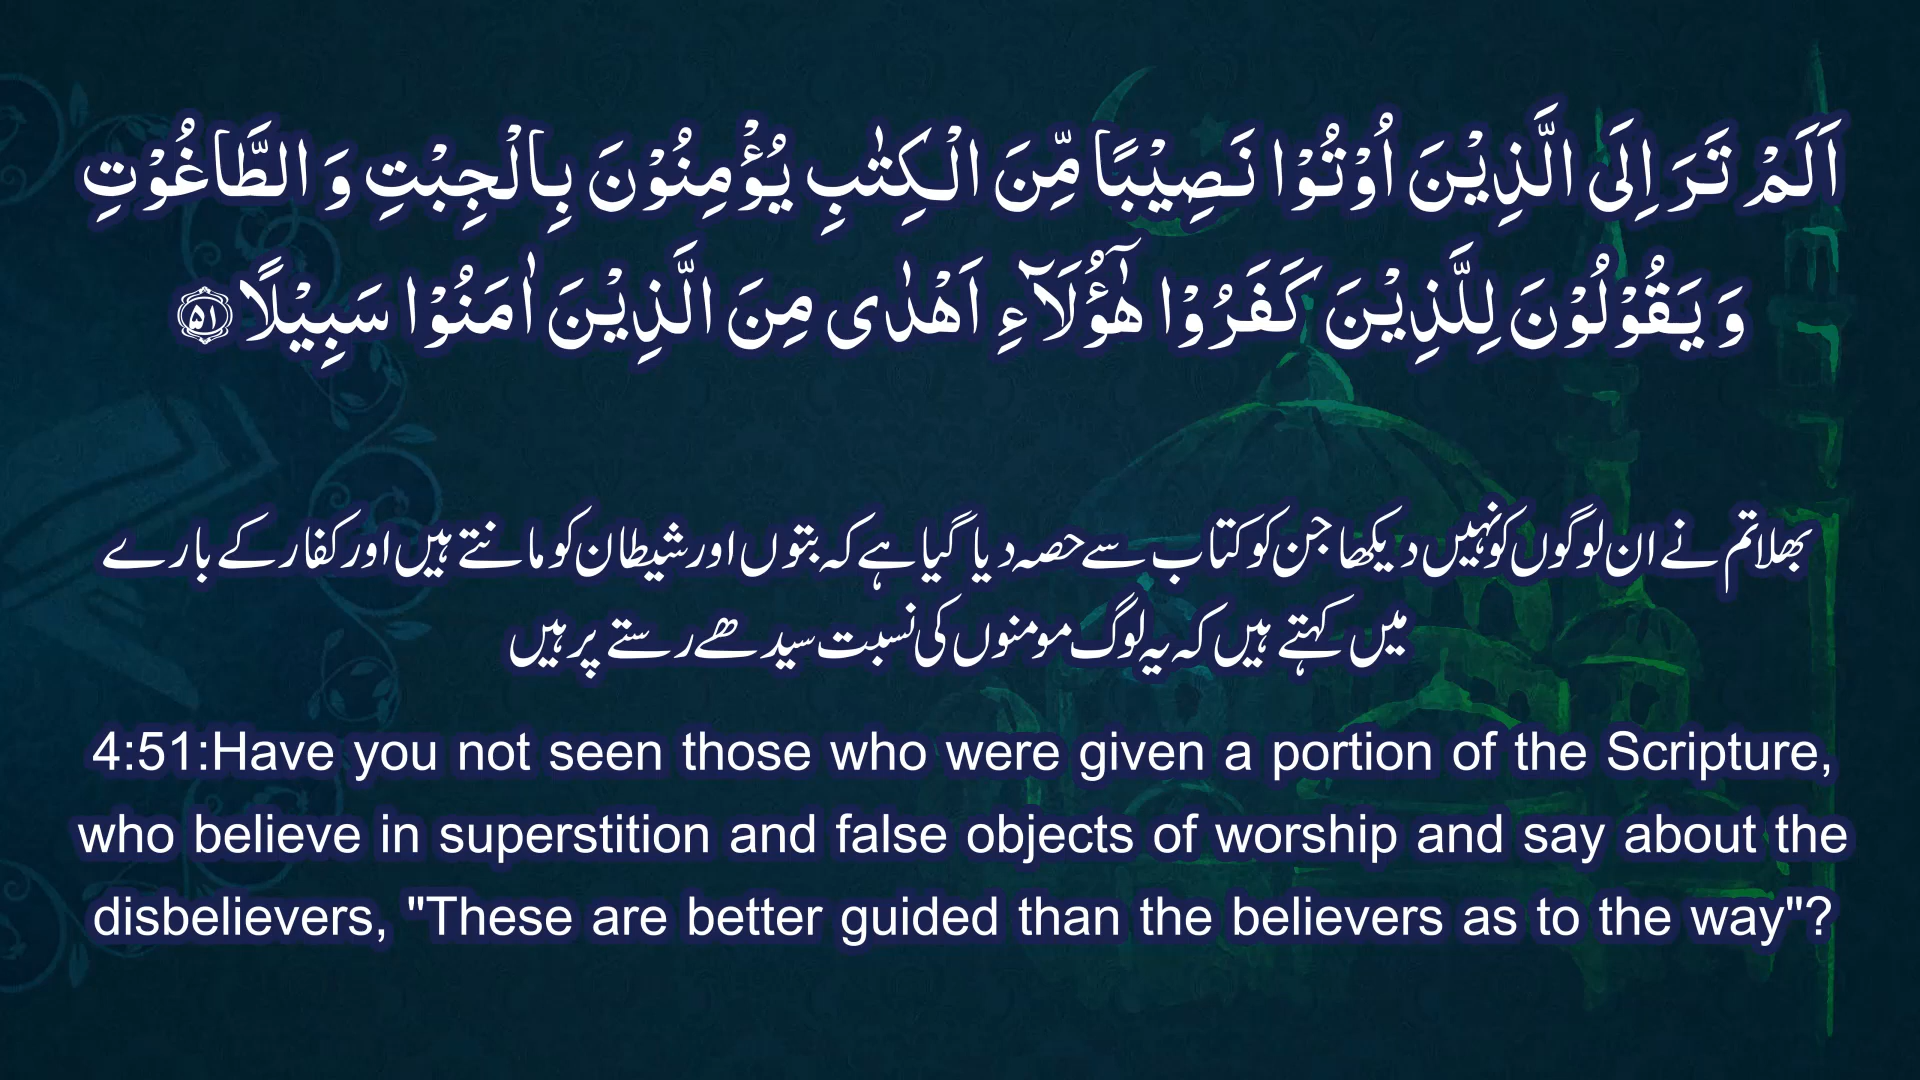 اَلَمْ تَرَ اِلَى الَّذِيْنَ اُوْتُوْا نَصِيْبًا مِّنَ الْكِتٰبِ يُؤْمِنُوْنَ بِالْجِبْتِ وَ الطَّاغُوْتِ
وَ يَقُوْلُوْنَ لِلَّذِيْنَ كَفَرُوْا هٰۤؤُلَآءِ اَهْدٰى مِنَ الَّذِيْنَ اٰمَنُوْا سَبِيْلًا ۵۱
بھلا تم نے ان لوگوں کو نہیں دیکھا جن کو کتاب سے حصہ دیا گیا ہے کہ بتوں اور شیطان کو مانتے ہیں اور کفار کے بارے
میں کہتے ہیں کہ یہ لوگ مومنوں کی نسبت سیدھے رستے پر ہیں
4:51:Have you not seen those who were given a portion of the Scripture,
who believe in superstition and false objects of worship and say about the
disbelievers, "These are better guided than the believers as to the way"?